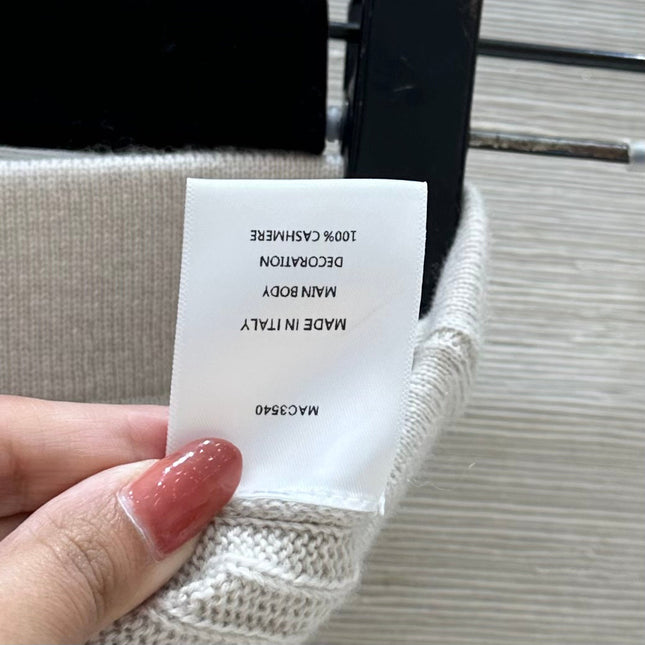 MAC3540
MADE IN ITALY
MAIN BODY
DECORATION
100% CASHMERE